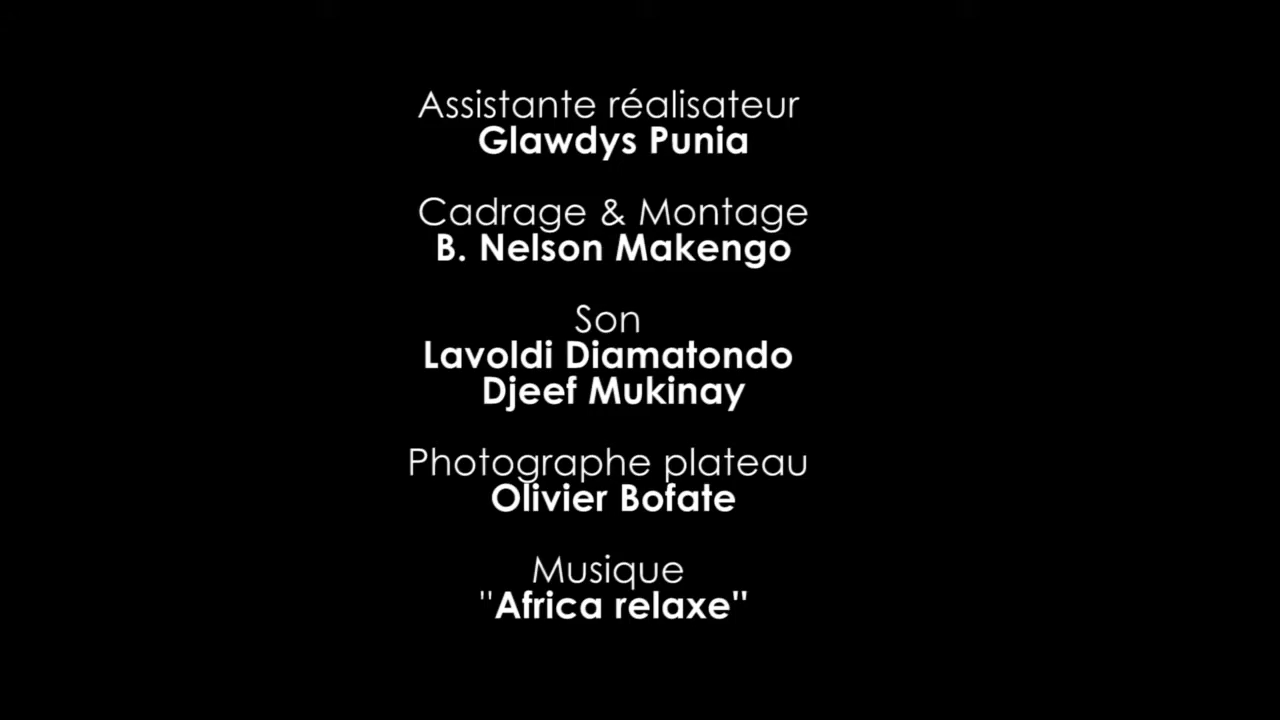 Assistante réalisateur
Glawdys Punia
Cadrage & Montage
B. Nelson Makengo
Son
Lavoldi Diamatondo
Djeef Mukinay
Photographe plateau
Olivier Bofate
Musique
"Africa relaxe"